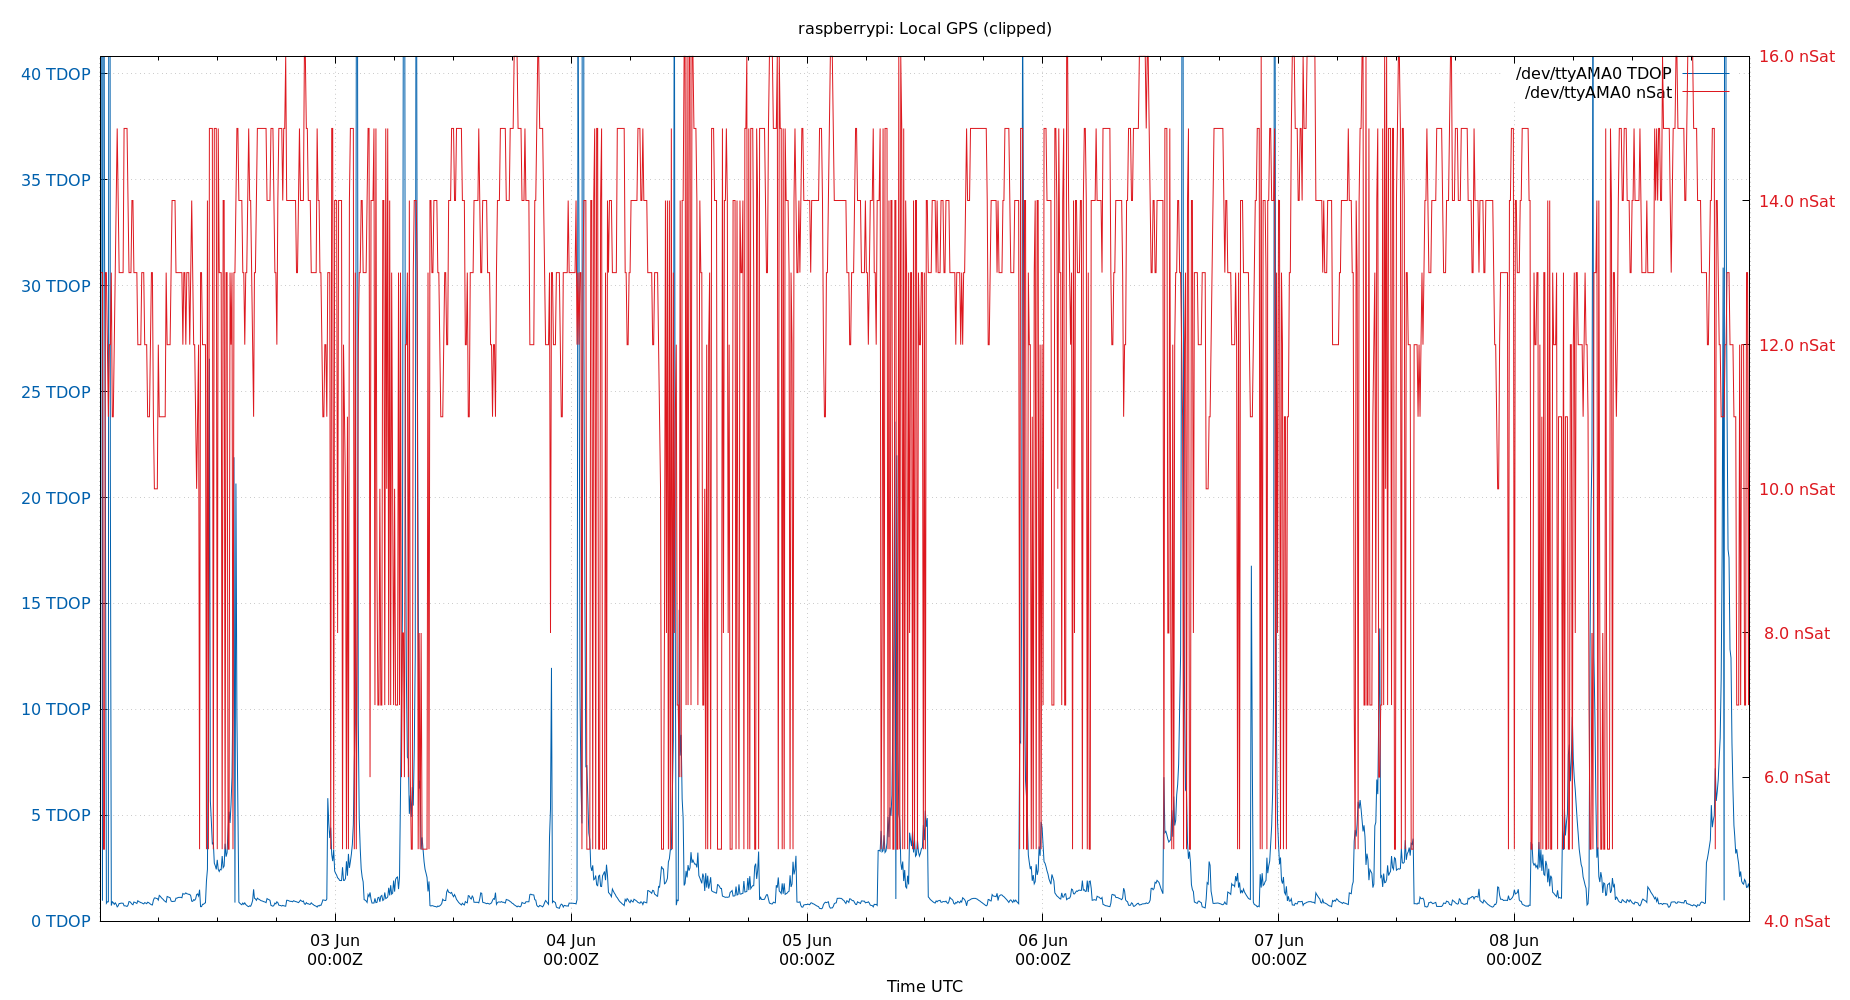 raspberrypi: Local GPS (clipped)
40 TDOP
35 TDOP
30 TDOP
25 TDOP
20 TDOP
15 TDOP
10 TDOP
5 TDOP
0 TDOP
16.0 nSat
14.0 nSat
12.0 nSat
10.0 nSat
8.0 nSat
6.0 nSat
4.0 nSat
/dev/ttyAMA0 TDOP
/dev/ttyAMA0 nSat
03 Jun
00:00Z
04 Jun
00:00Z
05 Jun
00:00Z
06 Jun
00:00Z
07 Jun
00:00Z
08 Jun
00:00Z
Time UTC